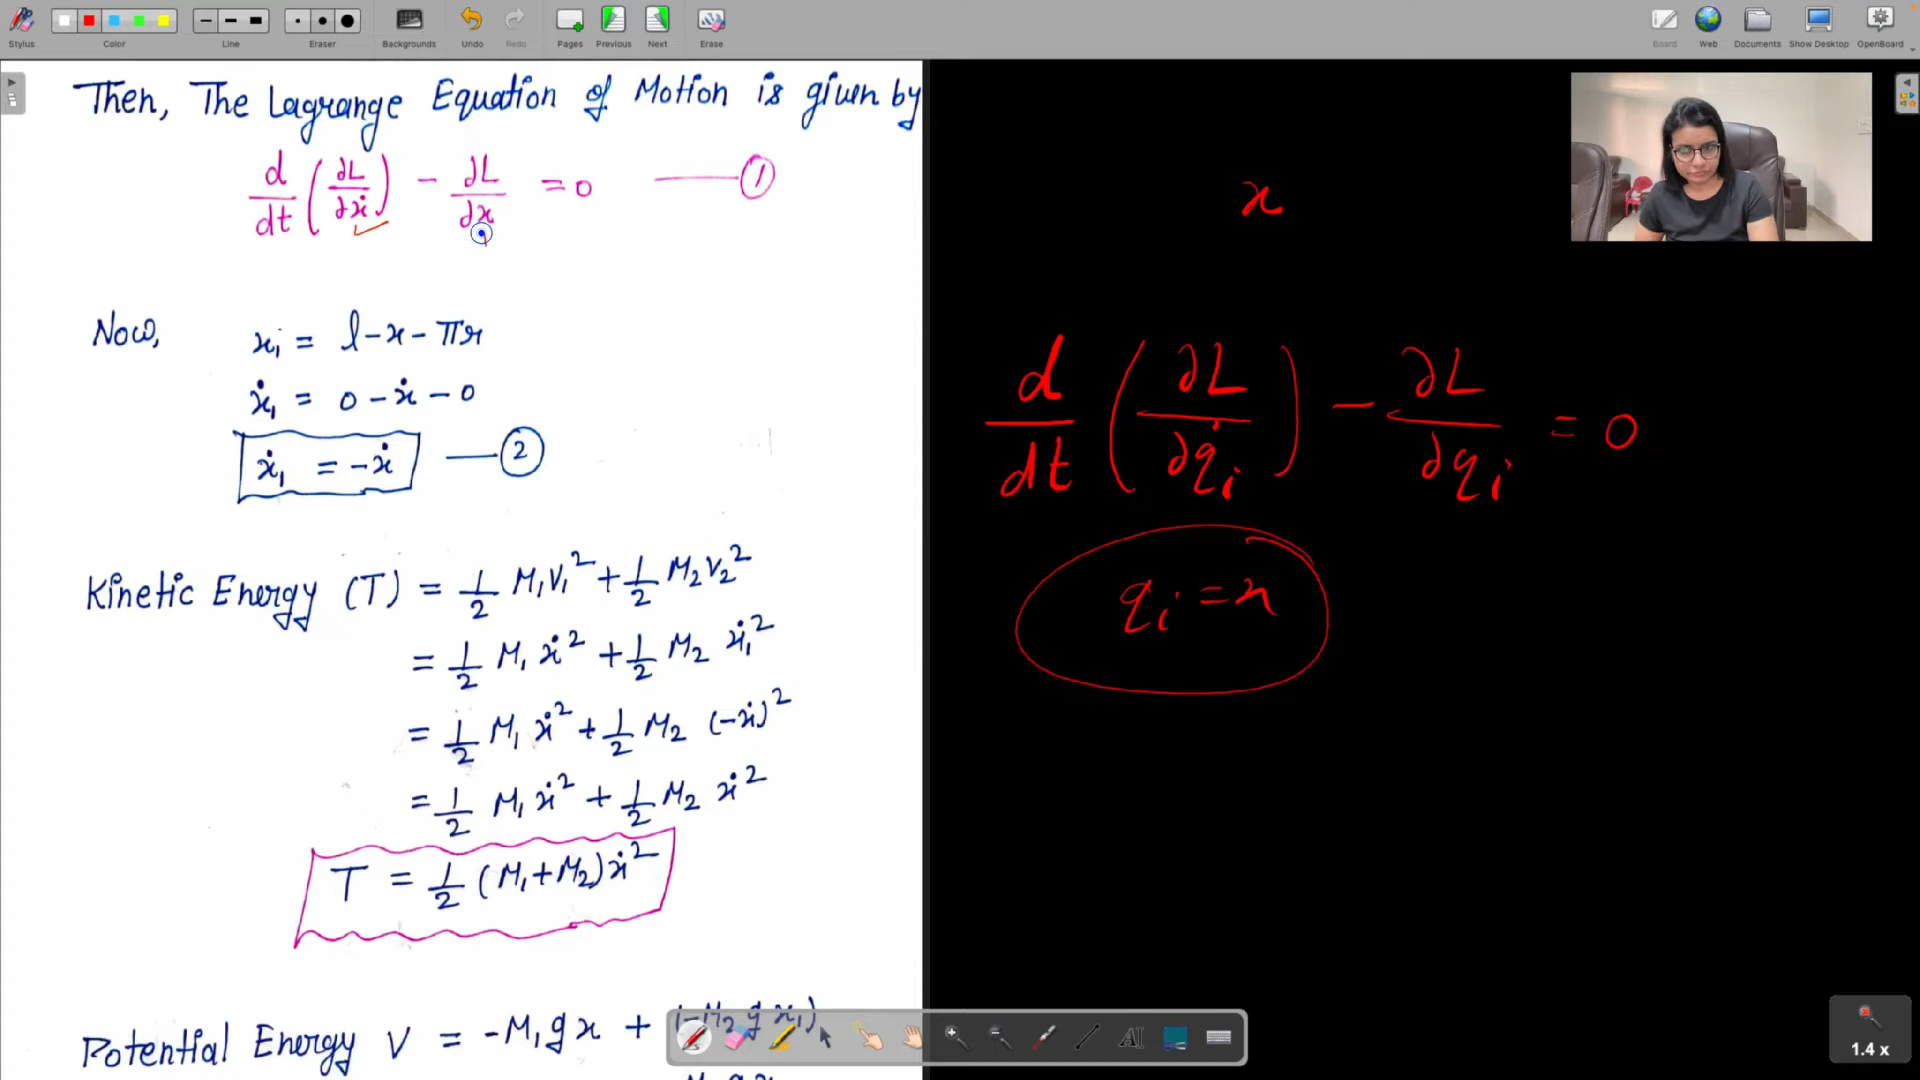 Stylus Color Line Eraser Backgrounds Undo Redo Pages Previous Next Erase Board Web Documents Show Desktop OpenBoard
Then, The Lagrange Equation of Motion is given by
d/dt (∂L/∂ẋ) - ∂L/∂x = 0 —— ①
Now, x₁ = l - x - πr
ẋ₁ = 0 - ẋ - 0
ẋ₁ = -ẋ —— ②
Kinetic Energy (T) = 1/2 M₁V₁² + 1/2 M₂V₂²
= 1/2 M₁ ẋ² + 1/2 M₂ ẋ₁²
= 1/2 M₁ ẋ² + 1/2 M₂ (-ẋ)²
= 1/2 M₁ ẋ² + 1/2 M₂ ẋ²
T = 1/2 (M₁+M₂)ẋ²
Potential Energy V = -M₁gx + (-M₂gx₁)
x
d/dt (∂L/∂q̇i) - ∂L/∂qi = 0
qi = x
1.4 x